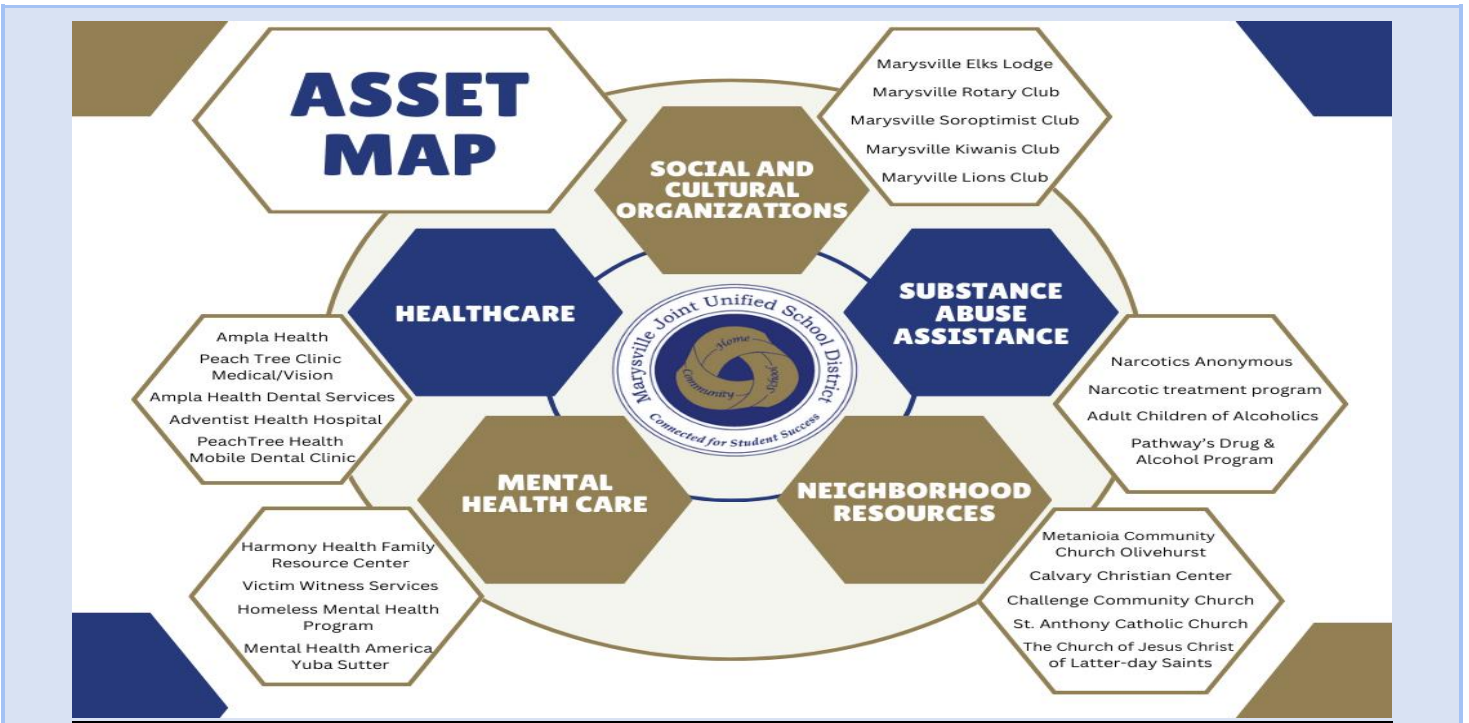 ASSET
MAP
SOCIAL AND
CULTURAL
ORGANIZATIONS
Marysville Elks Lodge
Marysville Rotary Club
Marysville Soroptimist Club
Marysville Kiwanis Club
Maryville Lions Club
HEALTHCARE
Ampla Health
Peach Tree Clinic
Medical/Vision
Ampla Health Dental Services
Adventist Health Hospital
PeachTree Health
Mobile Dental Clinic
SUBSTANCE
ABUSE
ASSISTANCE
Narcotics Anonymous
Narcotic treatment program
Adult Children of Alcoholics
Pathway's Drug &
Alcohol Program
Marysville Joint Unified School District
Home
Community
School
Connected for Student Success
MENTAL
HEALTH CARE
Harmony Health Family
Resource Center
Victim Witness Services
Homeless Mental Health
Program
Mental Health America
Yuba Sutter
NEIGHBORHOOD
RESOURCES
Metanioia Community
Church Olivehurst
Calvary Christian Center
Challenge Community Church
St. Anthony Catholic Church
The Church of Jesus Christ
of Latter-day Saints